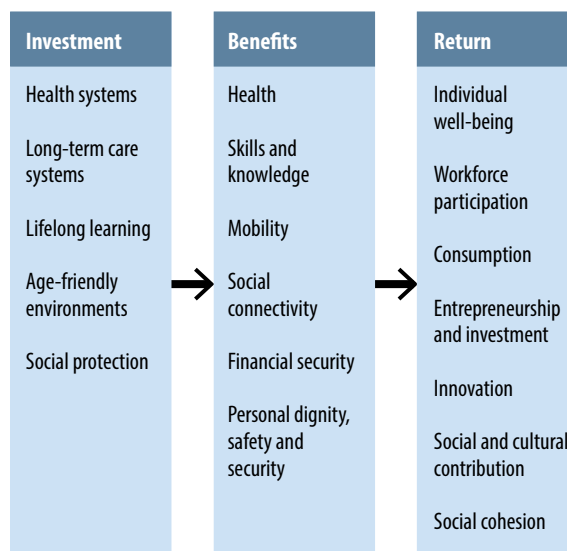 Investment
Health systems
Long-term care
systems
Lifelong learning
Age-friendly
environments
Social protection
Benefits
Health
Skills and
knowledge
Mobility
Social
connectivity
Financial security
Personal dignity,
safety and
security
Return
Individual
well-being
Workforce
participation
Consumption
Entrepreneurship
and investment
Innovation
Social and cultural
contribution
Social cohesion